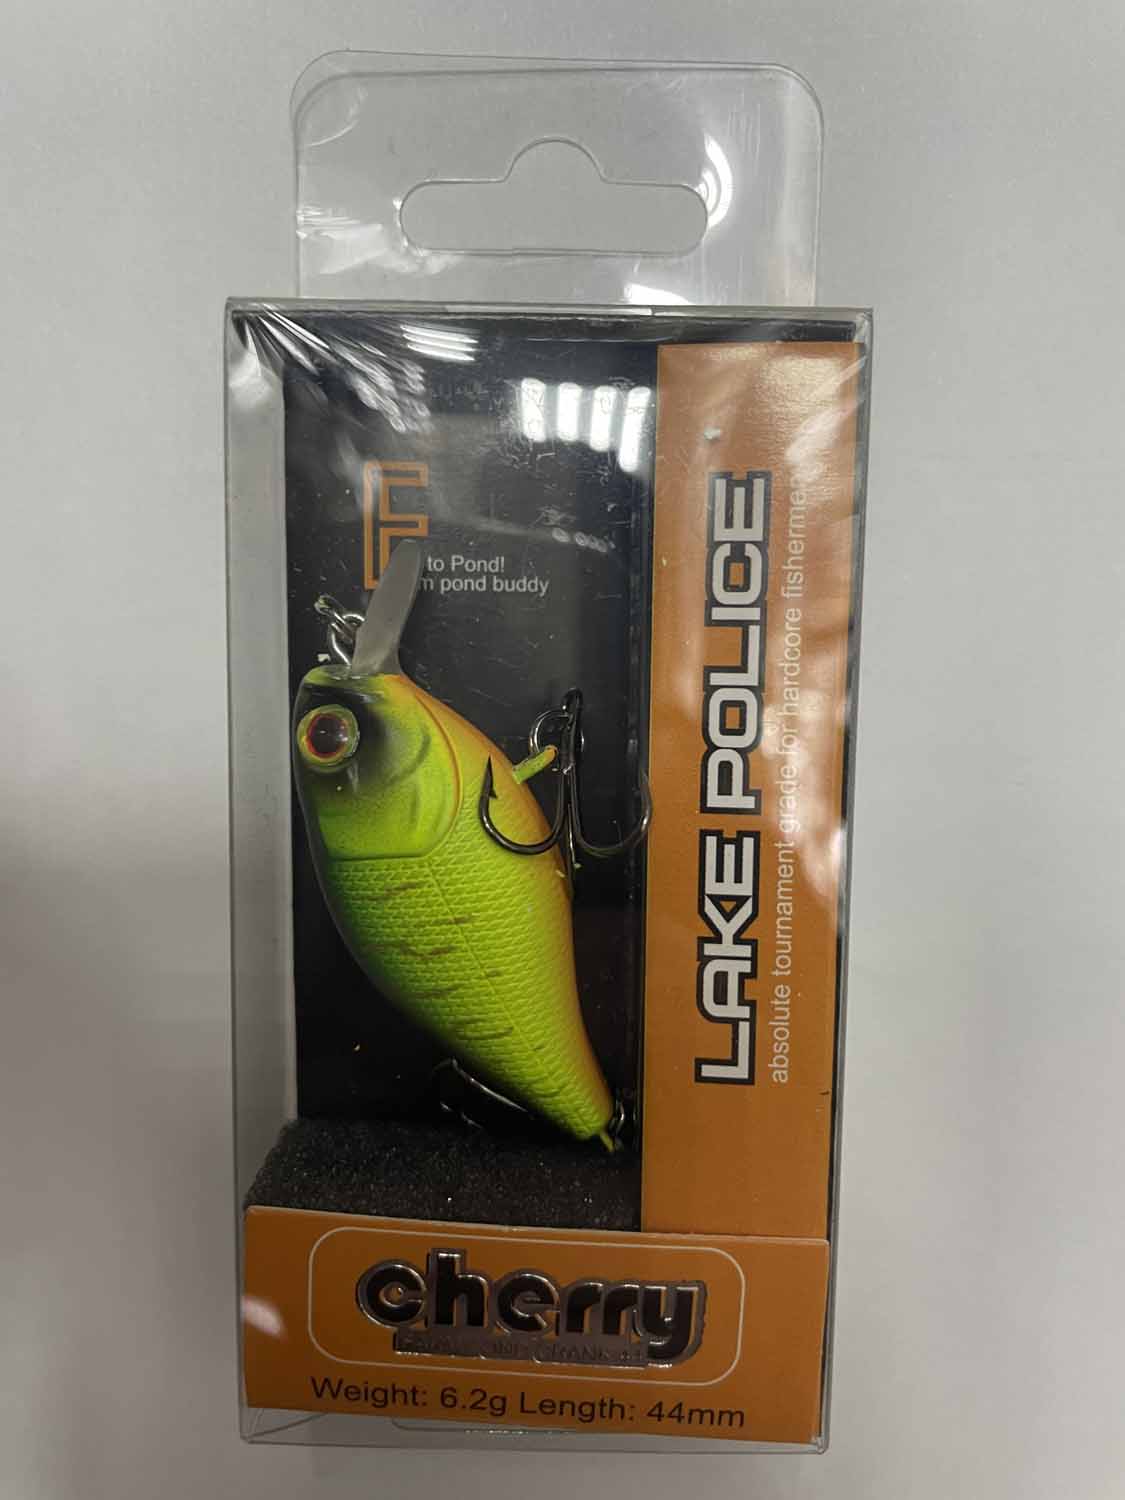 F
to Pond!
pond buddy
LAKE POLICE
absolute tournament grade for hardcore fishermen
cherry
Weight: 6.2g Length: 44mm